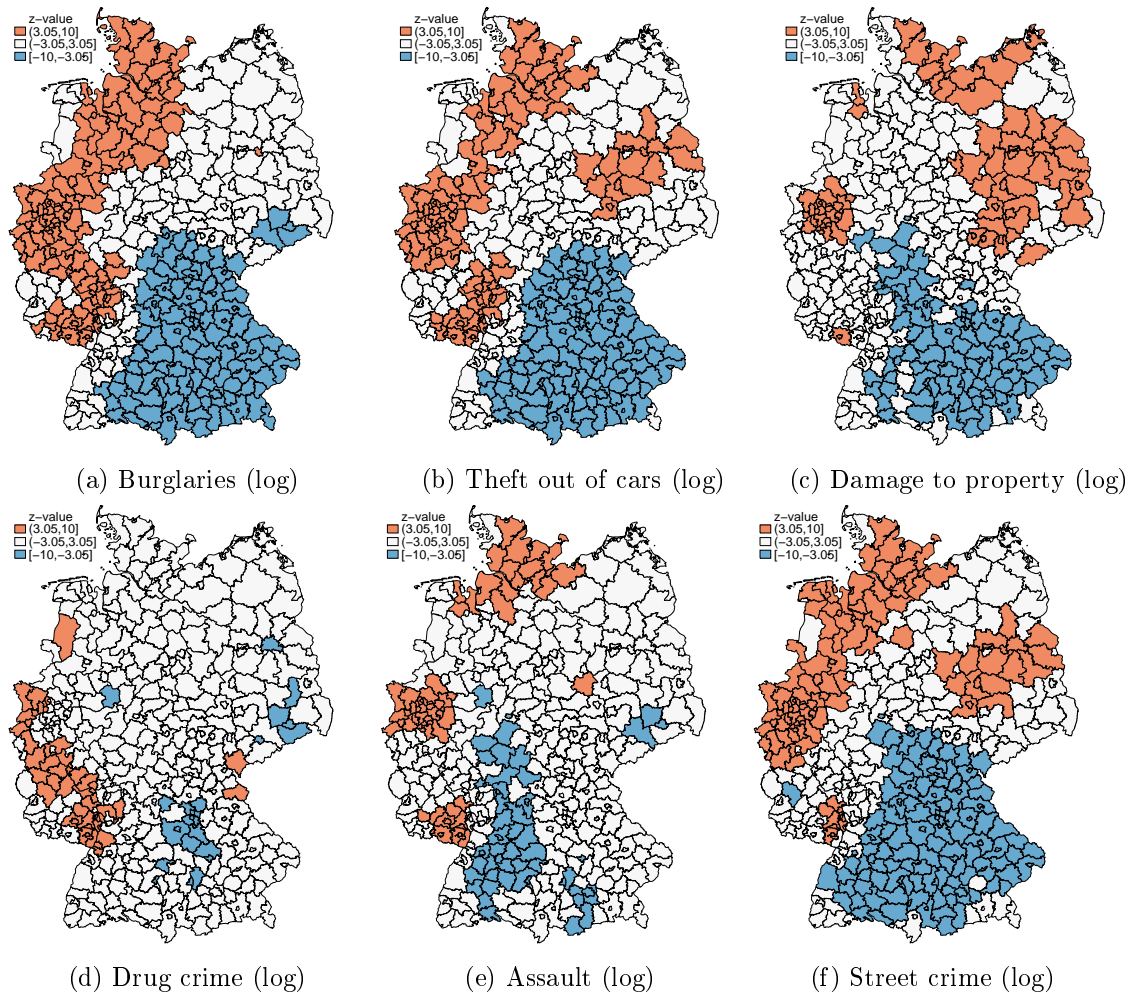 z−value
(3.05,10]
(−3.05,3.05]
[−10,−3.05]
z−value
(3.05,10]
(−3.05,3.05]
[−10,−3.05]
z−value
(3.05,10]
(−3.05,3.05]
[−10,−3.05]
(a) Burglaries (log)
(b) Theft out of cars (log)
(c) Damage to property (log)
z−value
(3.05,10]
(−3.05,3.05]
[−10,−3.05]
z−value
(3.05,10]
(−3.05,3.05]
[−10,−3.05]
z−value
(3.05,10]
(−3.05,3.05]
[−10,−3.05]
(d) Drug crime (log)
(e) Assault (log)
(f) Street crime (log)